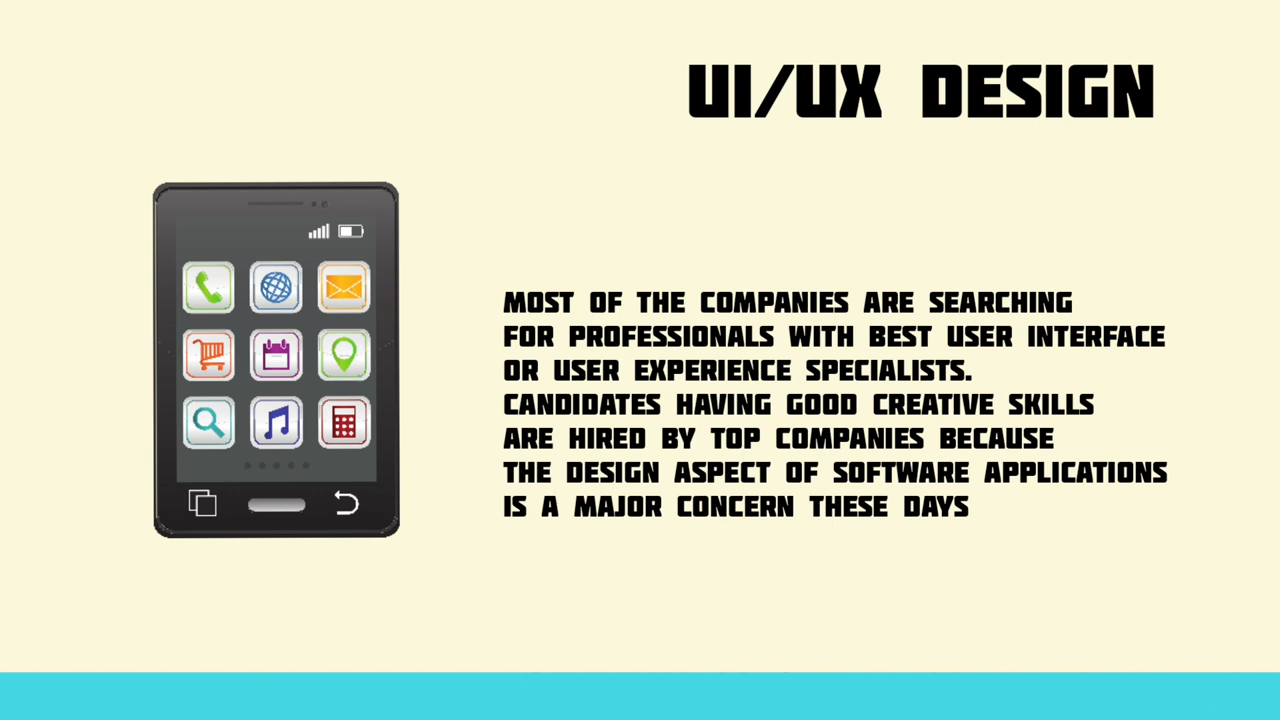 UI/UX DESIGN
MOST OF THE COMPANIES ARE SEARCHING
FOR PROFESSIONALS WITH BEST USER INTERFACE
OR USER EXPERIENCE SPECIALISTS.
CANDIDATES HAVING GOOD CREATIVE SKILLS
ARE HIRED BY TOP COMPANIES BECAUSE
THE DESIGN ASPECT OF SOFTWARE APPLICATIONS
IS A MAJOR CONCERN THESE DAYS